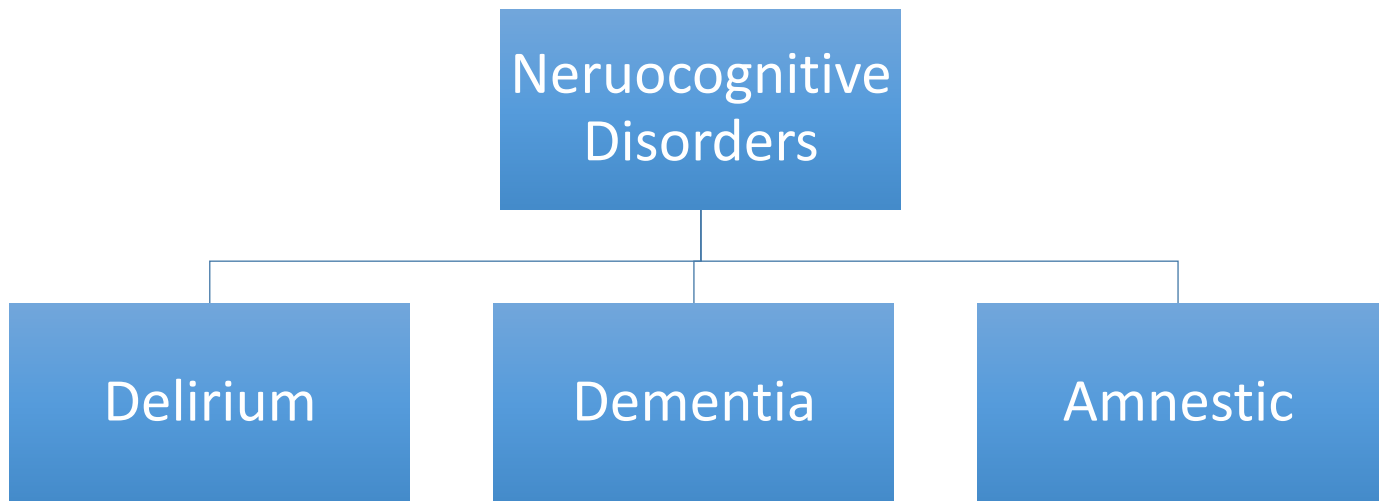 Neruocognitive
Disorders
Delirium
Dementia
Amnestic